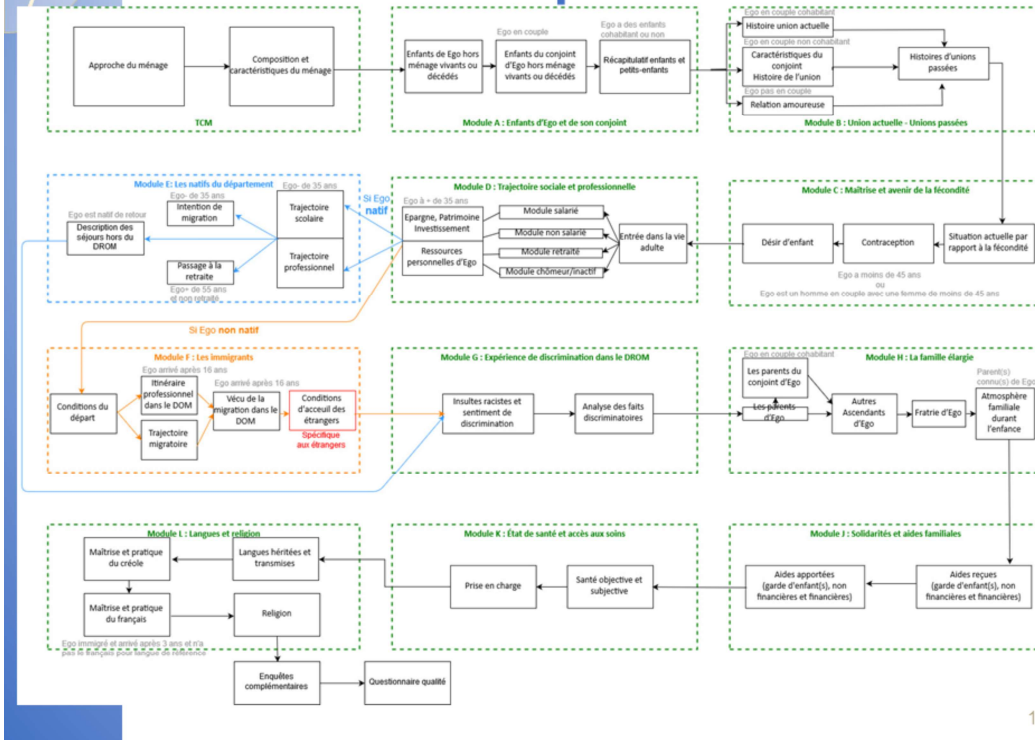 Approche du ménage
Composition et
caractéristiques du ménage
TCM
Ego en couple
Ego a des enfants
cohabitant ou non
Enfants de Ego hors
ménage vivants ou
décédés
Enfants du conjoint
d'Ego hors ménage
vivants ou décédés
Récapitulatif enfants et
petits-enfants
Module A : Enfants d'Ego et de son conjoint
Ego en couple cohabitant
Histoire union actuelle
Ego en couple non cohabitant
Caractéristiques du
conjoint
Histoire de l'union
Ego pas en couple
Relation amoureuse
Histoires d'unions
passées
Module B : Union actuelle - Unions passées
Module E: Les natifs du département
Ego- de 35 ans
Ego- de 35 ans
Intention de
migration
Trajectoire
scolaire
Ego est natif de retour
Description des
séjours hors du
DROM
Trajectoire
professionnel
Passage à la
retraite
Ego+ de 55 ans
et non retraité
Si Ego
natif
Module D : Trajectoire sociale et professionnelle
Ego à + de 35 ans
Epargne, Patrimoine
Investissement
Ressources
personnelles d'Ego
Module salarié
Module non salarié
Module retraité
Module chômeur/inactif
Entrée dans la vie
adulte
Module C : Maîtrise et avenir de la fécondité
Désir d'enfant
Contraception
Situation actuelle par
rapport à la fécondité
Ego a moins de 45 ans
ou
Ego est un homme en couple avec une femme de moins de 45 ans
Si Ego non natif
Module F : Les immigrants
Ego arrivé après 16 ans
Ego arrivé après 16 ans
Conditions du
départ
Itinéraire
professionnel
dans le DOM
Trajectoire
migratoire
Vécu de la
migration dans le
DOM
Conditions
d'acceuil des
étrangers
Spécifique
aux étrangers
Module G : Expérience de discrimination dans le DROM
Insultes racistes et
sentiment de
discrimination
Analyse des faits
discriminatoires
Module H : La famille élargie
Ego en couple cohabitant
Les parents du
conjoint d'Ego
Les parents
d'Ego
Autres
Ascendants
d'Ego
Fratrie d'Ego
Parent(s)
connu(s) de Ego
Atmosphère
familiale
durant
l'enfance
Module L : Langues et religion
Maîtrise et pratique
du créole
Langues héritées et
transmises
Maîtrise et pratique
du français
Religion
Ego immigré et arrivé après 3 ans et n'a
pas le français pour langue de référence
Module K : État de santé et accès aux soins
Prise en charge
Santé objective et
subjective
Module J : Solidarités et aides familiales
Aides apportées
(garde d'enfant(s), non
financières et financières)
Aides reçues
(garde d'enfant(s), non
financières et financières)
Enquêtes
complémentaires
Questionnaire qualité
1